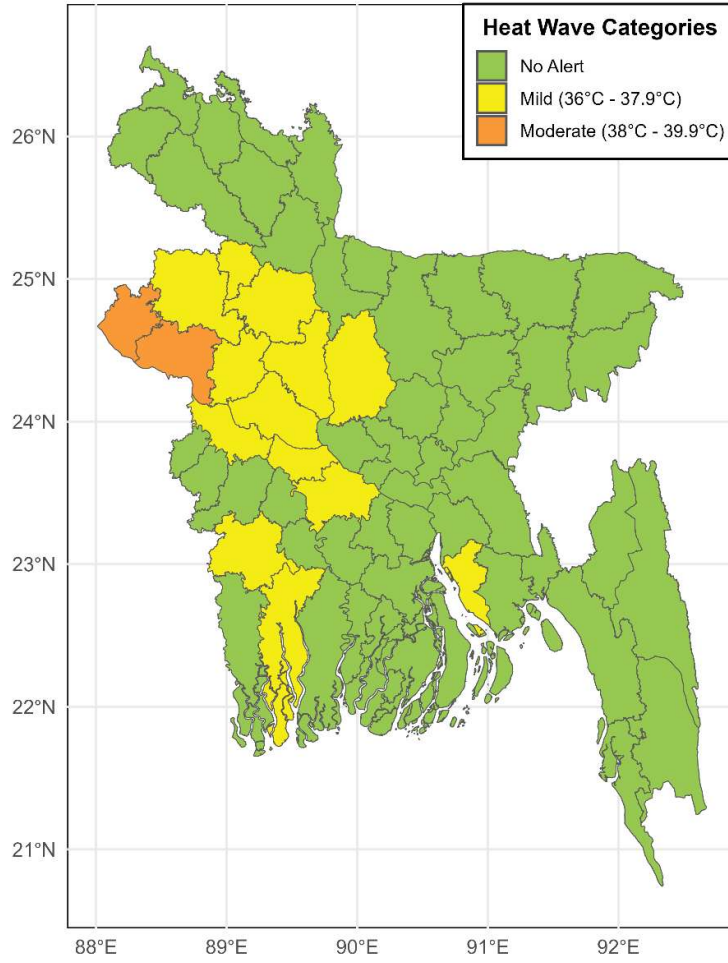 Heat Wave Categories
No Alert
Mild (36°C - 37.9°C)
Moderate (38°C - 39.9°C)
26°N
25°N
24°N
23°N
22°N
21°N
88°E 89°E 90°E 91°E 92°E